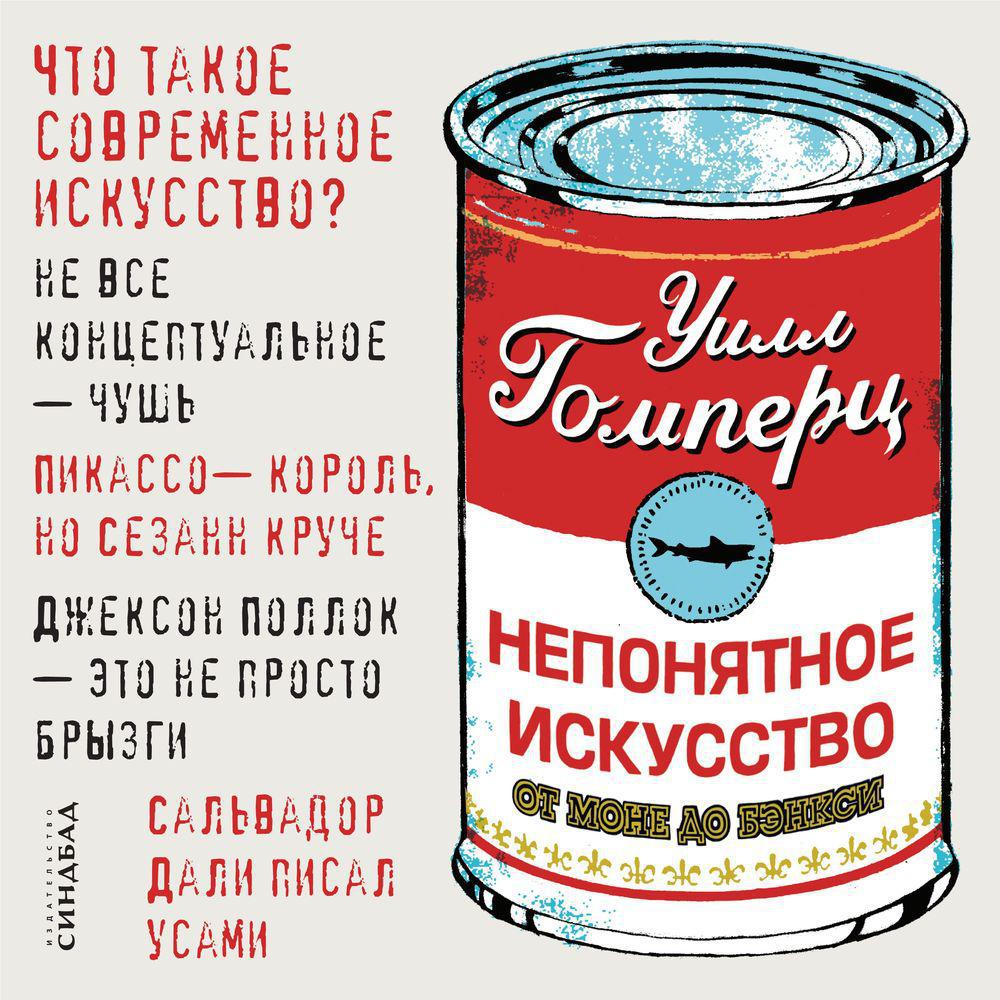 ЧТО ТАКОЕ
СОВРЕМЕННОЕ
ИСКУССТВО?
НЕ ВСЕ
КОНЦЕПТУАЛЬНОЕ
— ЧУШЬ
ПИКАССО— КОРОЛЬ,
НО СЕЗАНН КРУЧЕ
ДЖЕКСОН ПОЛЛОК
— ЭТО НЕ ПРОСТО
БРЫЗГИ
САЛЬВАДОР
ДАЛИ ПИСАЛ
УСАМИ
ИЗДАТЕЛЬСТВО
СИНДБАД
Уилл
Гомперц
НЕПОНЯТНОЕ
ИСКУССТВО
ОТ МОНЕ ДО БЭНКСИ